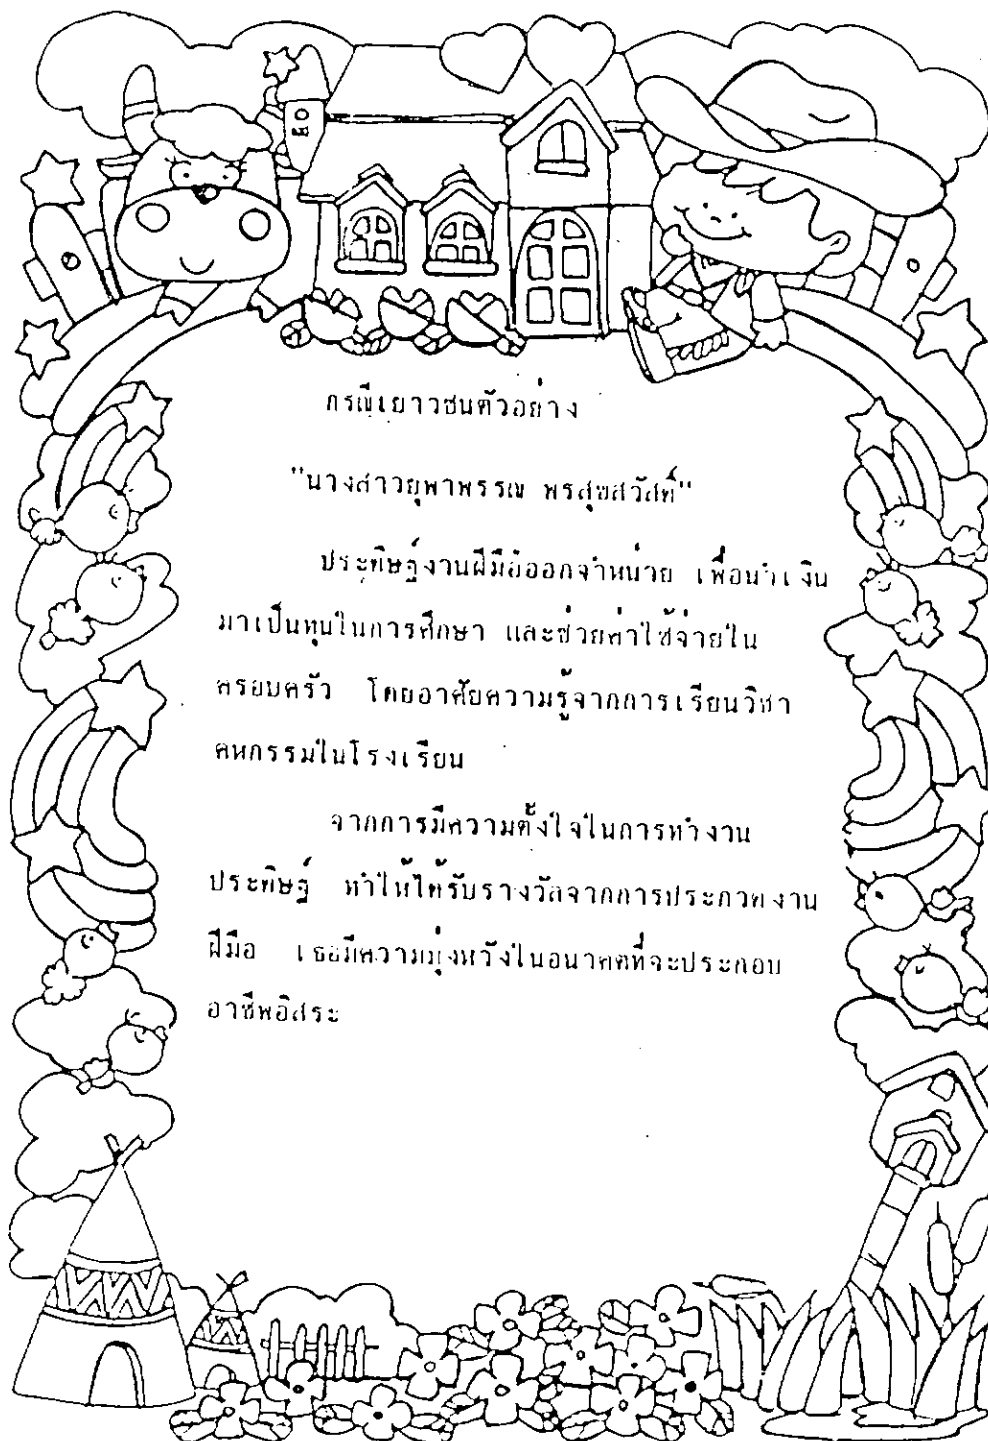 กรณีเยาวชนตัวอย่าง
"นางสาวยุพาพรรณ พรสุขสวัสดิ์"
ประดิษฐ์งานฝีมือออกจำหน่าย เพื่อนำเงิน
มาเป็นทุนในการศึกษา และช่วยค่าใช้จ่ายใน
ครอบครัว โดยอาศัยความรู้จากการเรียนวิชา
คหกรรมในโรงเรียน
จากการมีความตั้งใจในการทำงาน
ประดิษฐ์ ทำให้ได้รับรางวัลจากการประกวดงาน
ฝีมือ เธอมีความมุ่งหวังในอนาคตที่จะประกอบ
อาชีพอิสระ